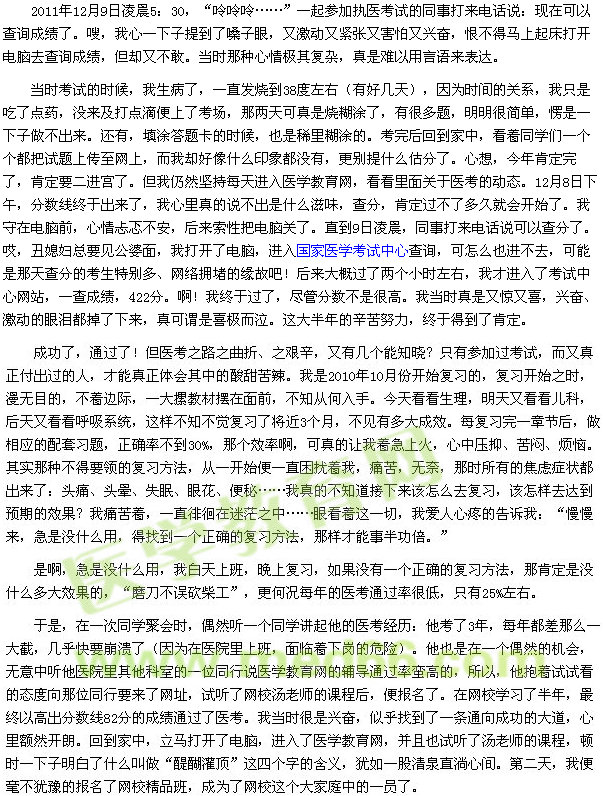 2011年12月9日凌晨5：30，“呤呤呤……”一起参加执医考试的同事打来电话说：现在可以
查询成绩了。嗖，我心一下子提到了嗓子眼，又激动又紧张又害怕又兴奋，恨不得马上起床打开
电脑去查询成绩，但却又不敢。当时那种心情极其复杂，真是难以用言语来表达。
当时考试的时候，我生病了，一直发烧到38度左右（有好几天），因为时间的关系，我只是
吃了点药，没来及打点滴便上了考场，那两天可真是烧糊涂了，有很多题，明明很简单，愣是一
下子做不出来。还有，填涂答题卡的时候，也是稀里糊涂的。考完后回到家中，看着同学们一个
个都把试题上传至网上，而我却好像什么印象都没有，更别提什么估分了。心想，今年肯定完
了，肯定要二进宫了。但我仍然坚持每天进入医学教育网，看看里面关于医考的动态。12月8日下
午，分数线终于出来了，我心里真的说不出是什么滋味，查分，肯定过不了多久就会开始了。我
守在电脑前，心情忐忑不安，后来索性把电脑关了。直到9日凌晨，同事打来电话说可以查分了。
哎，丑媳妇总要见公婆面，我打开了电脑，进入国家医学考试中心查询，可怎么也进不去，可能
是那天查分的考生特别多、网络拥堵的缘故吧！后来大概过了两个小时左右，我才进入了考试中
心网站，一查成绩，422分。啊！我终于过了，尽管分数不是很高。我当时真是又惊又喜，兴奋、
激动的眼泪都掉了下来，真可谓是喜极而泣。这大半年的辛苦努力，终于得到了肯定。
成功了，通过了！但医考之路之曲折、之艰辛，又有几个能知晓？只有参加过考试，而又真
正付出过的人，才能真正体会其中的酸甜苦辣。我是2010年10月份开始复习的，复习开始之时，
漫无目的，不着边际，一大摞教材摆在面前，不知从何入手。今天看看生理，明天又看看儿科，
后天又看看呼吸系统，这样不知不觉复习了将近3个月，不见有多大成效。每复习完一章节后，做
相应的配套习题，正确率不到30%，那个效率啊，可真的让我着急上火，心中压抑、苦闷、烦恼。
其实那种不得要领的复习方法，从一开始便一直困扰着我，痛苦，无奈，那时所有的焦虑症状都
出来了：头痛、头晕、失眠、眼花、便秘……我真的不知道接下来该怎么去复习，该怎样去达到
预期的效果？我痛苦着，一直徘徊在迷茫之中……眼看着这一切，我爱人心疼的告诉我：“慢慢
来，急是没什么用，得找到一个正确的复习方法，那样才能事半功倍。”
是啊，急是没什么用，我白天上班，晚上复习，如果没有一个正确的复习方法，那肯定是没
什么多大效果的，“磨刀不误砍柴工”，更何况每年的医考通过率很低，只有25%左右。
于是，在一次同学聚会时，偶然听一个同学讲起他的医考经历：他考了3年，每年都差那么一
大截，几乎快要崩溃了（因为在医院里上班，面临着下岗的危险）。他也是在一个偶然的机会，
无意中听他医院里其他科室的一位同行说医学教育网的辅导通过率蛮高的，所以，他抱着试试看
的态度向那位同行要来了网址，试听了网校汤老师的课程后，便报名了。在网校学习了半年，最
终以高出分数线82分的成绩通过了医考。我当时很是兴奋，似乎找到了一条通向成功的大道，心
里额然开朗。回到家中，立马打开了电脑，进入了医学教育网，并且也试听了汤老师的课程，顿
时一下子明白了什么叫做“醍醐灌顶”这四个字的含义，犹如一股清泉直淌心间。第二天，我便
毫不犹豫的报名了网校精品班，成为了网校这个大家庭中的一员了。
医学教育网
www.med66.com